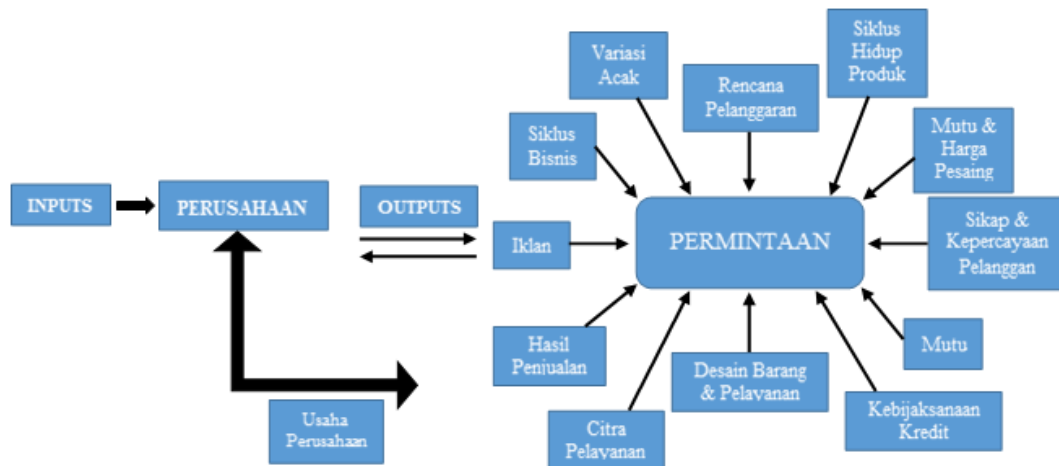 Siklus
Hidup
Produk
Variasi
Acak
Rencana
Pelanggaran
Siklus
Bisnis
Mutu &
Harga
Pesaing
INPUTS
PERUSAHAAN
OUTPUTS
Iklan
PERMINTAAN
Sikap &
Kepercayaan
Pelanggan
Hasil
Penjualan
Desain Barang
& Pelayanan
Mutu
Usaha
Perusahaan
Citra
Pelayanan
Kebijaksanaan
Kredit